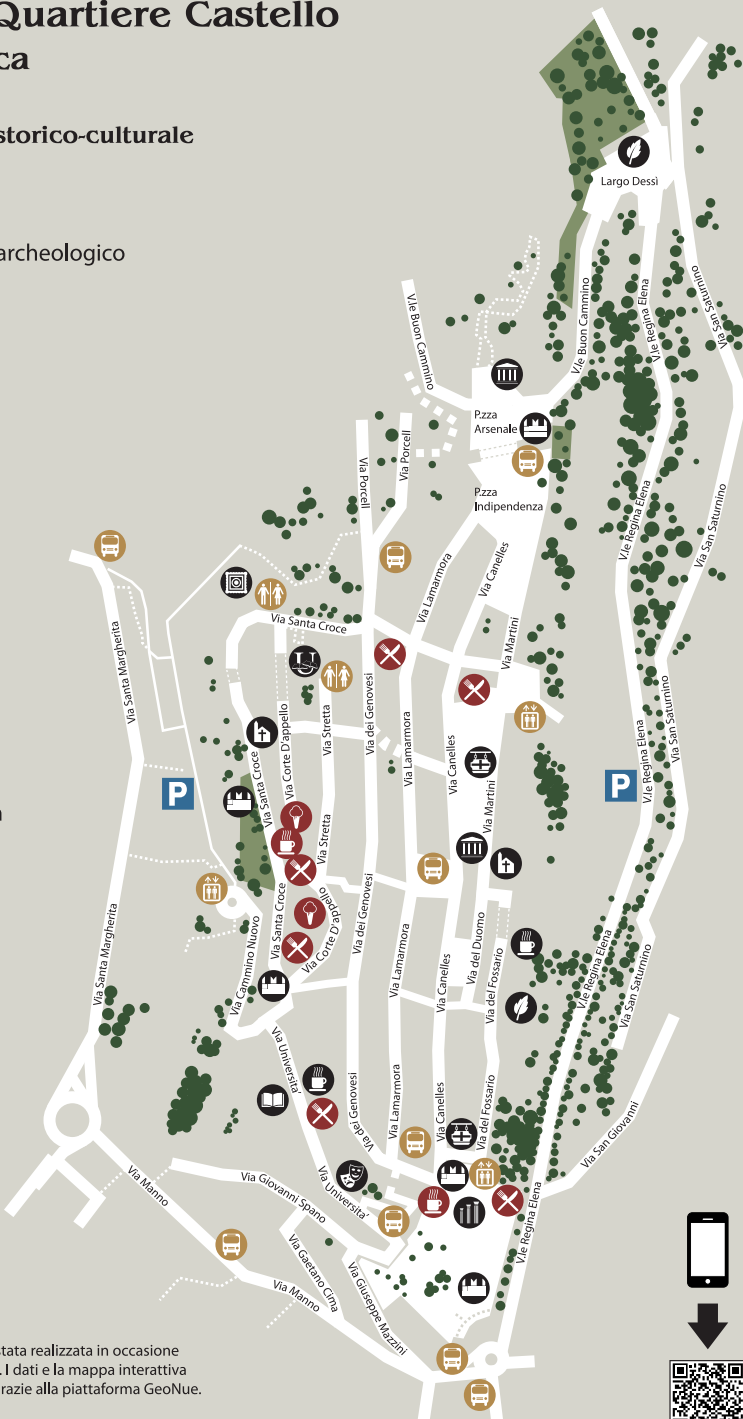 Quartiere Castello
ca
storico-culturale
archeologico
Largo Dessì
Via San Saturnino
V.le Regina Elena
V.le Buon Cammino
V.le Buon Cammino
P.zza
Arsenale
Via Porcell
Via Porcell
P.zza
Indipendenza
V.le Regina Elena
Via San Saturnino
Via Lamarmora
Via Canelles
Via Santa Croce
Via Martini
Via Santa Margherita
Via dei Genovesi
Via Corte D'appello
Via Stretta
Via Lamarmora
Via San Saturnino
V.le Regina Elena
Via Santa Croce
Via Canelles
Via Martini
P
P
Via Stretta
Via Santa Croce
Via Corte D'appello
Via dei Genovesi
Via Santa Margherita
Via Cammino Nuovo
Via Lamarmora
Via Canelles
Via del Duomo
Via del Fossario
V.le Regina Elena
Via San Saturnino
Via Universita'
Via dei Genovesi
Via Lamarmora
Via Canelles
Via del Fossario
Via San Giovanni
Via Manno
Via Giovanni Spano
Via Universita'
V.le Regina Elena
Via Gaetano Cima
Via Giuseppe Mazzini
Via Manno
stata realizzata in occasione
. I dati e la mappa interattiva
grazie alla piattaforma GeoNue.